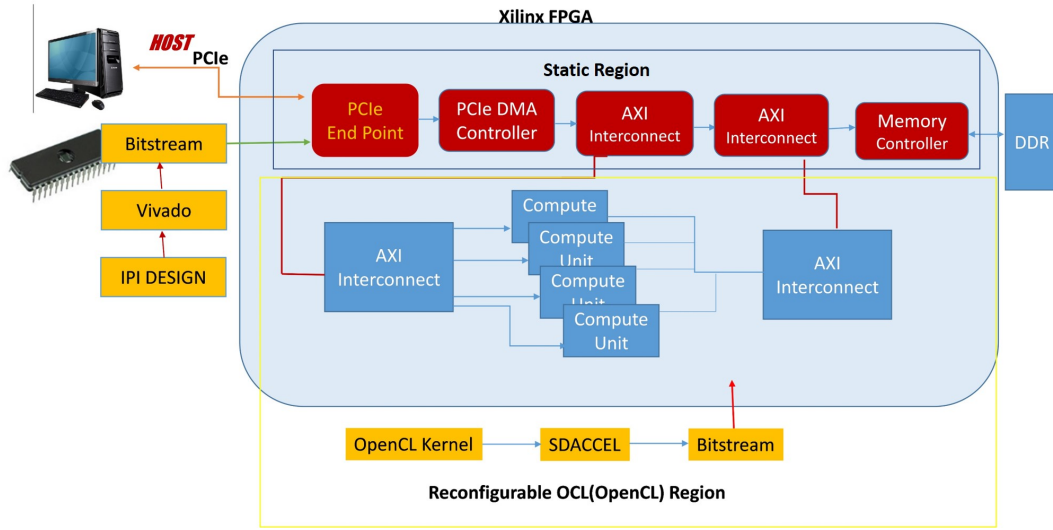 Xilinx FPGA
HOST
PCIe
Static Region
PCIe
End Point
PCIe DMA
Controller
AXI
Interconnect
AXI
Interconnect
Memory
Controller
DDR
Bitstream
Vivado
IPI DESIGN
AXI
Interconnect
Compute
Compute
Unit
Compute
Unit
Compute
Unit
AXI
Interconnect
OpenCL Kernel
SDACCEL
Bitstream
Reconfigurable OCL(OpenCL) Region